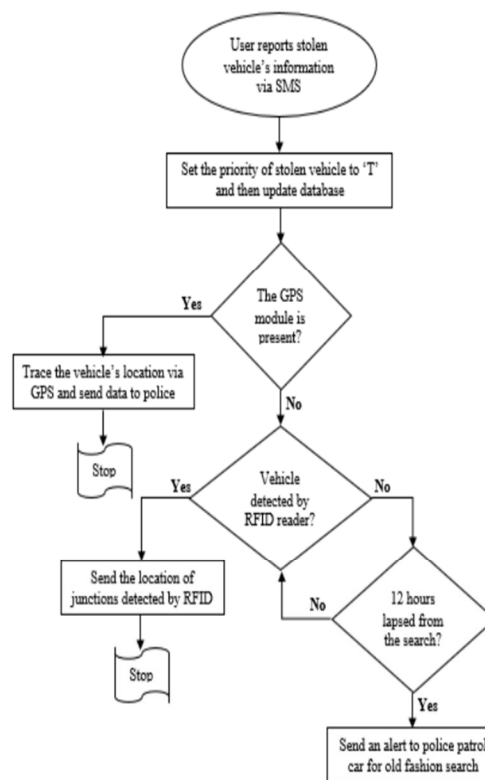 User reports stolen
vehicle's information
via SMS
Set the priority of stolen vehicle to 'T'
and then update database
The GPS
module is
present?
Yes
Trace the vehicle's location via
GPS and send data to police
Stop
No
Vehicle
detected by
RFID reader?
Yes
No
Send the location of
junctions detected by RFID
Stop
12 hours
lapsed from
the search?
No
Yes
Send an alert to police patrol
car for old fashion search